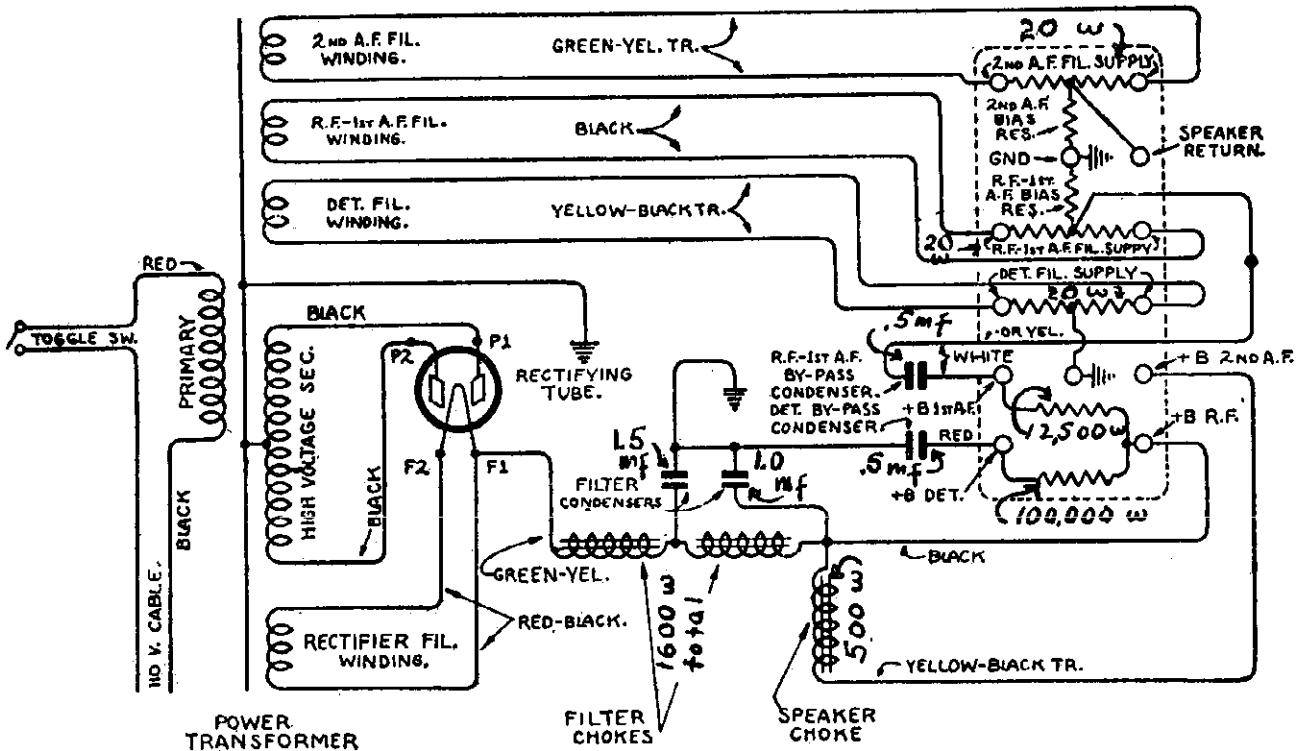 2ND A.F. FIL.
WINDING.
GREEN-YEL. TR.
20 ω
2ND A.F. FIL. SUPPLY
2ND A.F.
BIAS
RES.
SPEAKER
RETURN.
GND
R.F.-1ST A.F. FIL.
WINDING.
BLACK
R.F.-1ST
A.F. BIAS
RES.
DET. FIL.
WINDING.
YELLOW-BLACK TR.
20
ω
R.F.-1ST A.F. FIL. SUPPY
DET. FIL. SUPPLY
20 ω
RED
TOGGLE SW.
PRIMARY
BLACK
110 V. CABLE.
BLACK
P2
P1
RECTIFYING
TUBE.
HIGH VOLTAGE SEC.
BLACK
F2
F1
.5 mf
OR YEL.
WHITE
R.F.-1ST A.F.
BY-PASS
CONDENSER.
DET. BY-PASS
CONDENSER.
+B 1ST A.F.
+B 2ND A.F.
+B R.F.
12,500 ω
RED
.5 mf
+B DET.
100,000 ω
1.5
mf
1.0
mf
FILTER
CONDENSERS
BLACK
GREEN-YEL.
RED-BLACK.
1600 ω
total
500 ω
YELLOW-BLACK TR.
RECTIFIER FIL.
WINDING.
POWER
TRANSFORMER
FILTER
CHOKES
SPEAKER
CHOKE